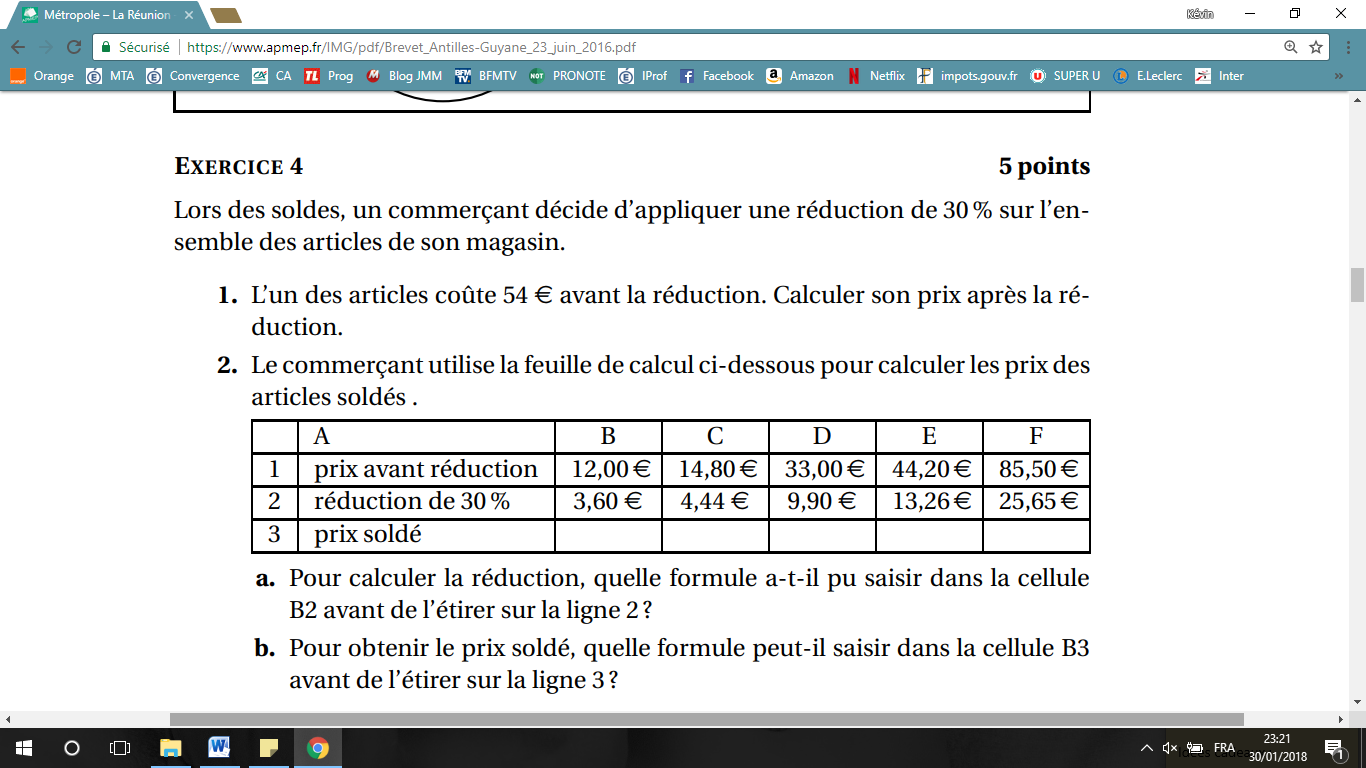 Métropole – La Réunion
Kévin
Sécurisé https://www.apmep.fr/IMG/pdf/Brevet_Antilles-Guyane_23_juin_2016.pdf
Orange MTA Convergence CA Prog Blog JMM BFMTV PRONOTE IProf Facebook Amazon Netflix impots.gouv.fr SUPER U E.Leclerc Inter »
EXERCICE 4 5 points
Lors des soldes, un commerçant décide d'appliquer une réduction de 30 % sur l'en-
semble des articles de son magasin.
1. L'un des articles coûte 54 € avant la réduction. Calculer son prix après la ré-
duction.
2. Le commerçant utilise la feuille de calcul ci-dessous pour calculer les prix des
articles soldés .
A B C D E F
1 prix avant réduction 12,00 € 14,80 € 33,00 € 44,20 € 85,50 €
2 réduction de 30 % 3,60 € 4,44 € 9,90 € 13,26 € 25,65 €
3 prix soldé
a. Pour calculer la réduction, quelle formule a-t-il pu saisir dans la cellule
B2 avant de l'étirer sur la ligne 2 ?
b. Pour obtenir le prix soldé, quelle formule peut-il saisir dans la cellule B3
avant de l'étirer sur la ligne 3 ?
FRA
23:21
30/01/2018
1